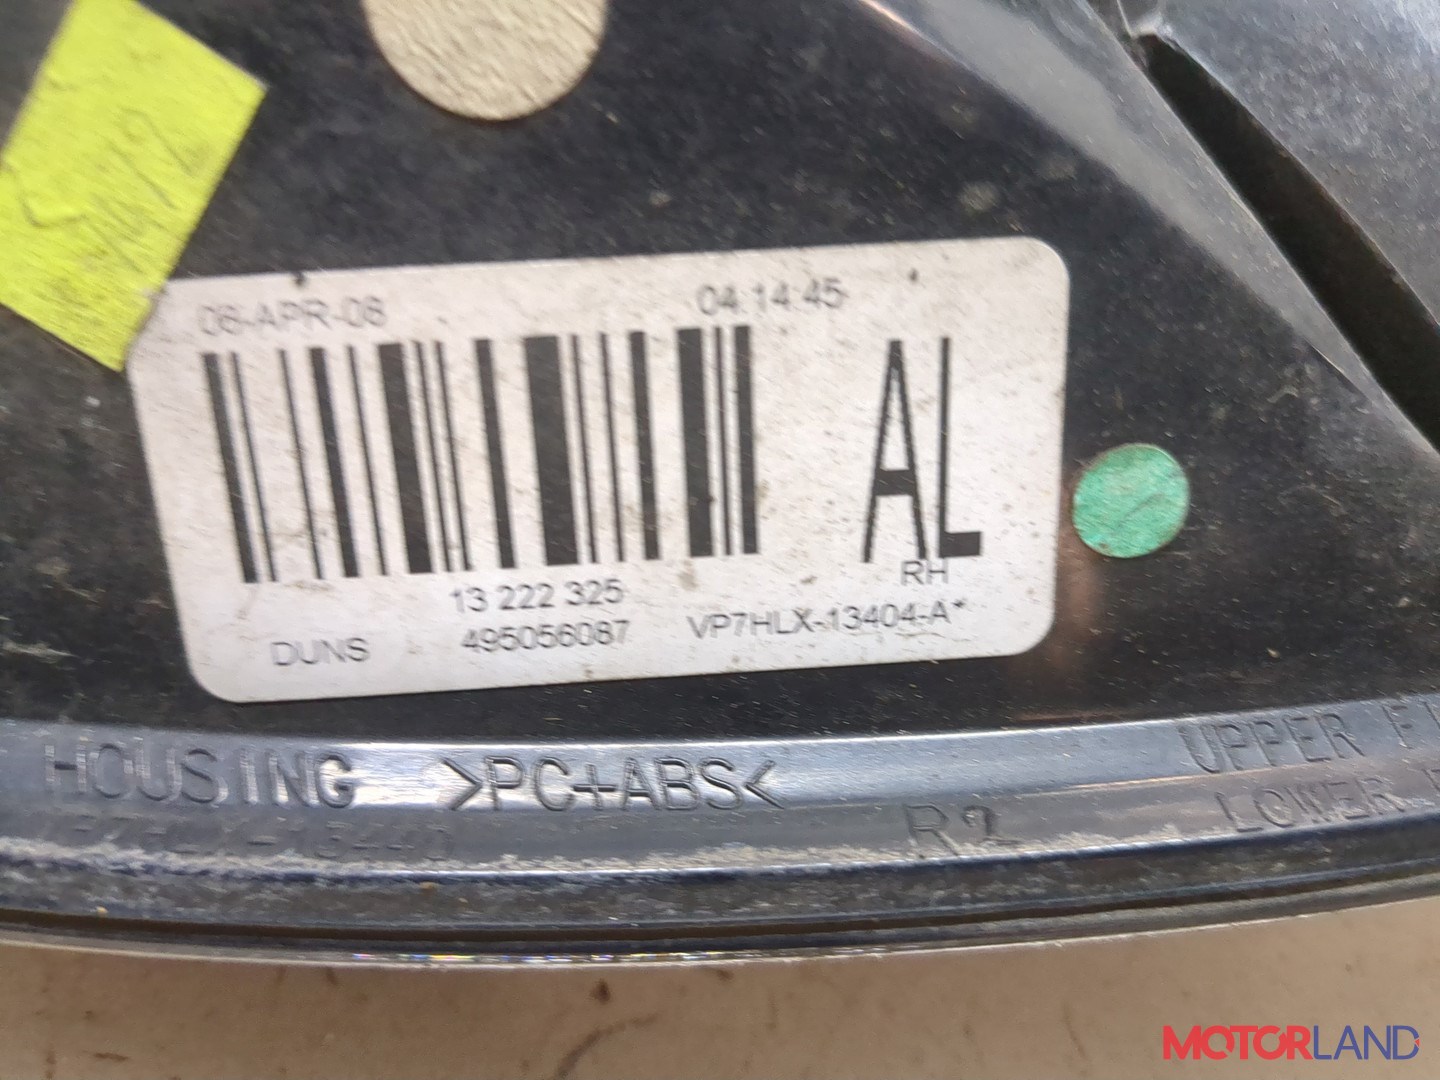 06-APR-08 04:14:45
AL
RH
13 222 325
DUNS 495056087 VP7HLX-13404-A*
HOUSING >PC+ABS< UPPER
R2 LOWER
MOTORLAND